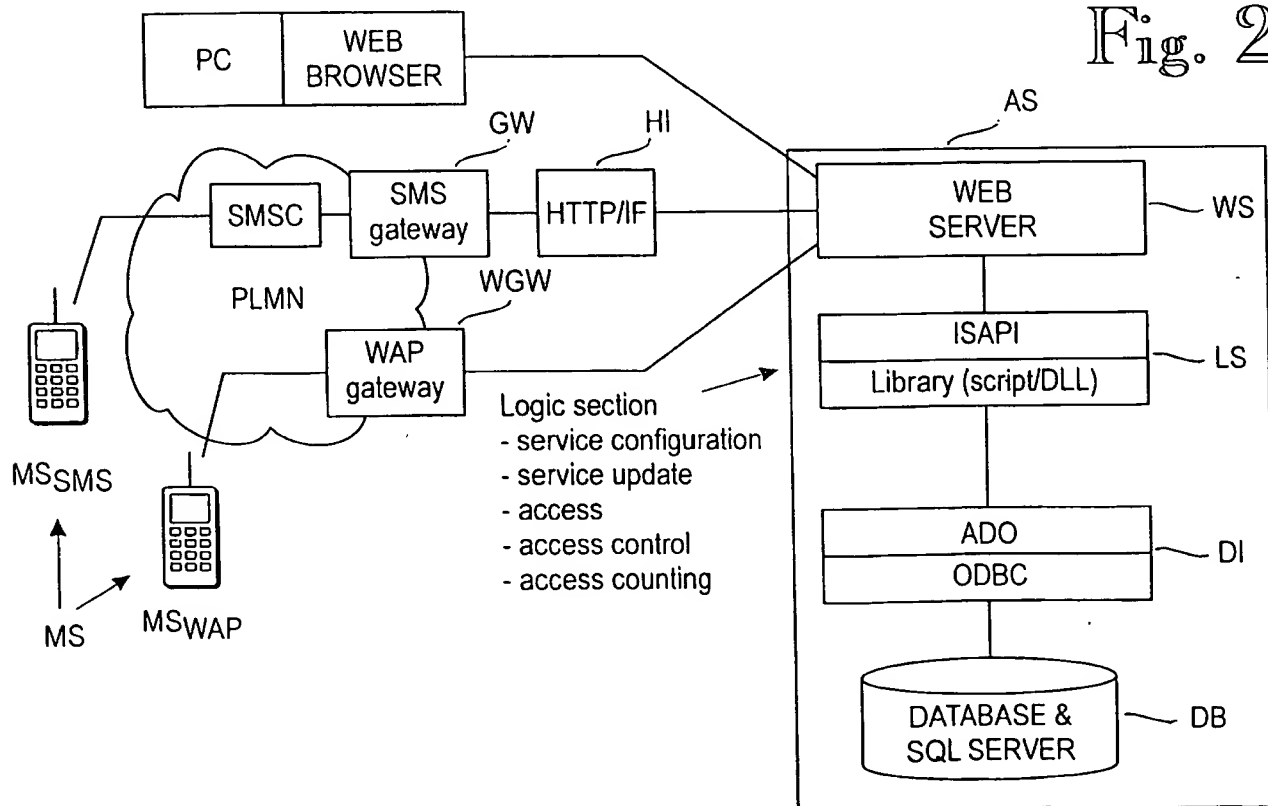 Fig. 2
PC
WEB
BROWSER
AS
GW
HI
SMSC
SMS
gateway
HTTP/IF
WEB
SERVER
WS
PLMN
WGW
WAP
gateway
ISAPI
Library (script/DLL)
LS
Logic section
- service configuration
- service update
- access
- access control
- access counting
MSSMS
MS
MSWAP
ADO
ODBC
DI
DATABASE &
SQL SERVER
DB